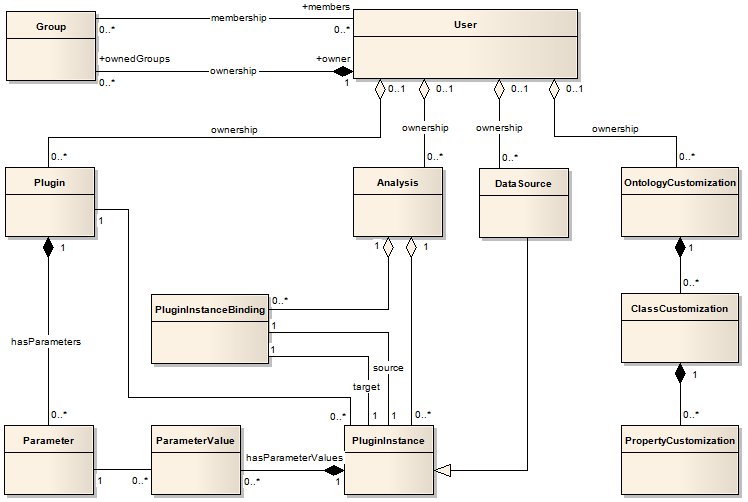 +members
Group
membership
User
0..*
0..*
+ownedGroups
+owner
ownership
0..*
1
0..1
0..1
0..1
0..1
ownership
ownership
ownership
ownership
0..*
0..*
0..*
0..*
Plugin
Analysis
DataSource
OntologyCustomization
1
1
1
1
1
0..*
0..*
PluginInstanceBinding
ClassCustomization
1
hasParameters
1
source
1
target
0..*
0..*
1
1
0..*
0..*
Parameter
ParameterValue
PluginInstance
PropertyCustomization
hasParameterValues
1
0..*
0..*
1